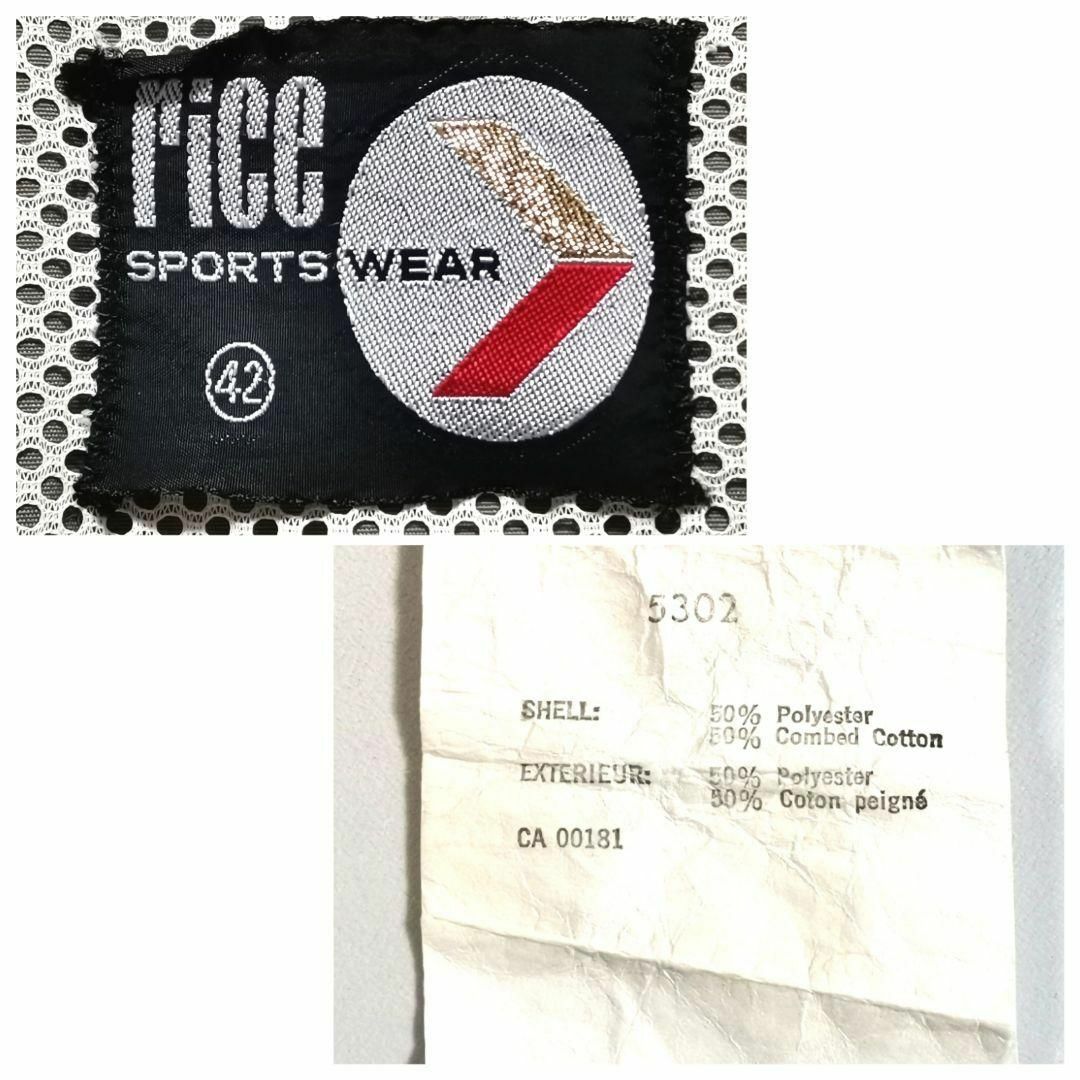 rice
SPORTS WEAR
42
5302
SHELL: 50% Polyester
50% Combed Cotton
EXTERIEUR: 50% Polyester
50% Coton peigné
CA 00181